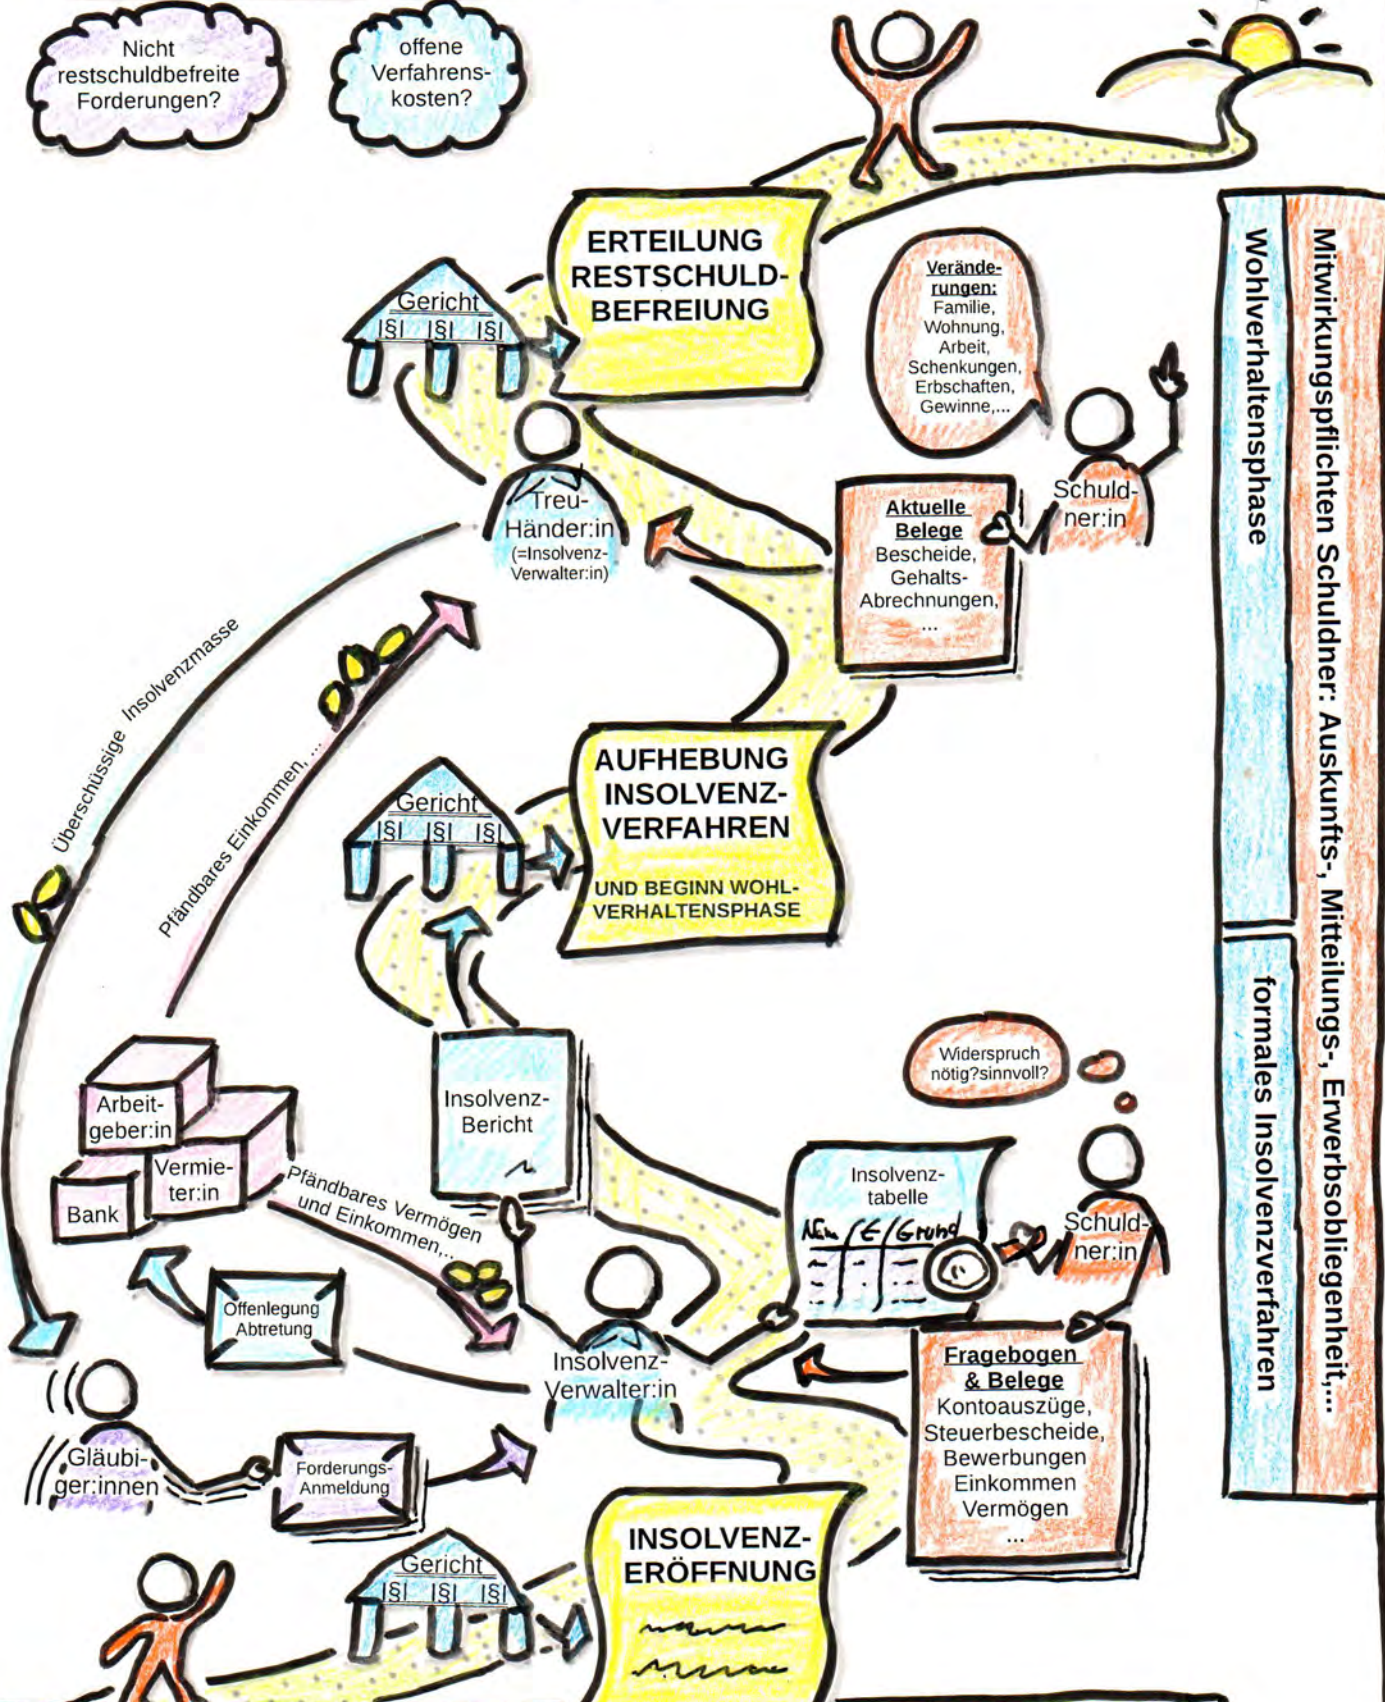 Nicht
restschuldbefreite
Forderungen?
offene
Verfahrens-
kosten?
ERTEILUNG
RESTSCHULD-
BEFREIUNG
Gericht
|§| |§| |§|
Verände-
rungen:
Familie,
Wohnung,
Arbeit,
Schenkungen,
Erbschaften,
Gewinne,...
Schuld-
ner:in
Aktuelle
Belege
Bescheide,
Gehalts-
Abrechnungen,
...
Treu-
Händer:in
(=Insolvenz-
Verwalter:in)
Überschüssige Insolvenzmasse
Pfändbares Einkommen, ...
AUFHEBUNG
INSOLVENZ-
VERFAHREN
UND BEGINN WOHL-
VERHALTENSPHASE
Gericht
|§| |§| |§|
Wohlverhaltensphase
formales Insolvenzverfahren
Mitwirkungspflichten Schuldner: Auskunfts-, Mitteilungs-, Erwerbsobliegenheit,...
Widerspruch
nötig?sinnvoll?
Arbeit-
geber:in
Vermie-
ter:in
Bank
Insolvenz-
Bericht
Pfändbares Vermögen
und Einkommen,..
Insolvenz-
tabelle
Nam / € / Grund
Schuld-
ner:in
Offenlegung
Abtretung
Insolvenz-
Verwalter:in
Fragebogen
& Belege
Kontoauszüge,
Steuerbescheide,
Bewerbungen
Einkommen
Vermögen
...
Gläubi-
ger:innen
Forderungs-
Anmeldung
Gericht
|§| |§| |§|
INSOLVENZ-
ERÖFFNUNG